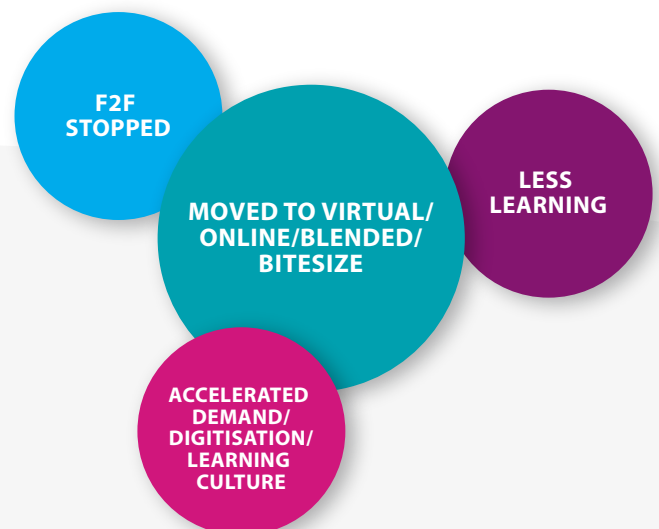 F2F
STOPPED
MOVED TO VIRTUAL/
ONLINE/BLENDED/
BITESIZE
LESS
LEARNING
ACCELERATED
DEMAND/
DIGITISATION/
LEARNING
CULTURE